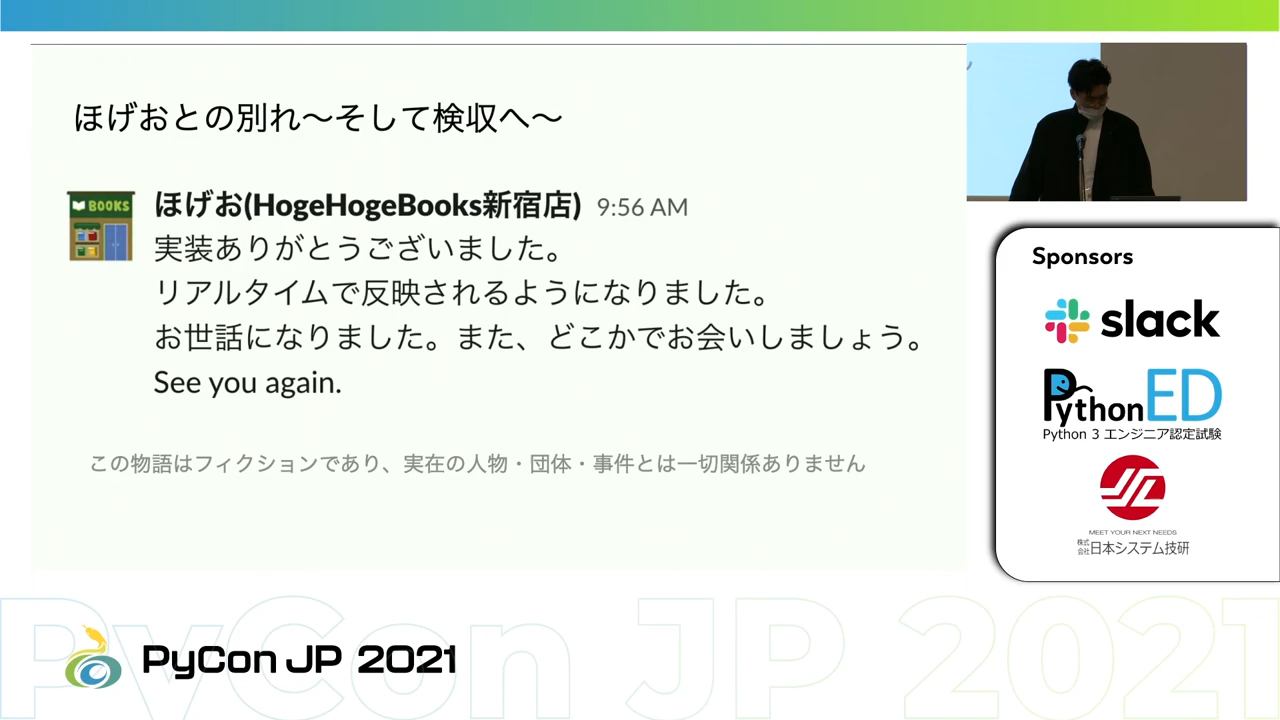 ほげおとの別れ〜そして検収へ〜
BOOKS
ほげお(HogeHogeBooks新宿店) 9:56 AM
実装ありがとうございました。
リアルタイムで反映されるようになりました。
お世話になりました。また、どこかでお会いしましょう。
See you again.
この物語はフィクションであり、実在の人物・団体・事件とは一切関係ありません
Sponsors
slack
PythonED
Python 3 エンジニア認定試験
MEET YOUR NEXT NEEDS
株式会社日本システム技研
PyCon JP 2021
PyCon JP 2021